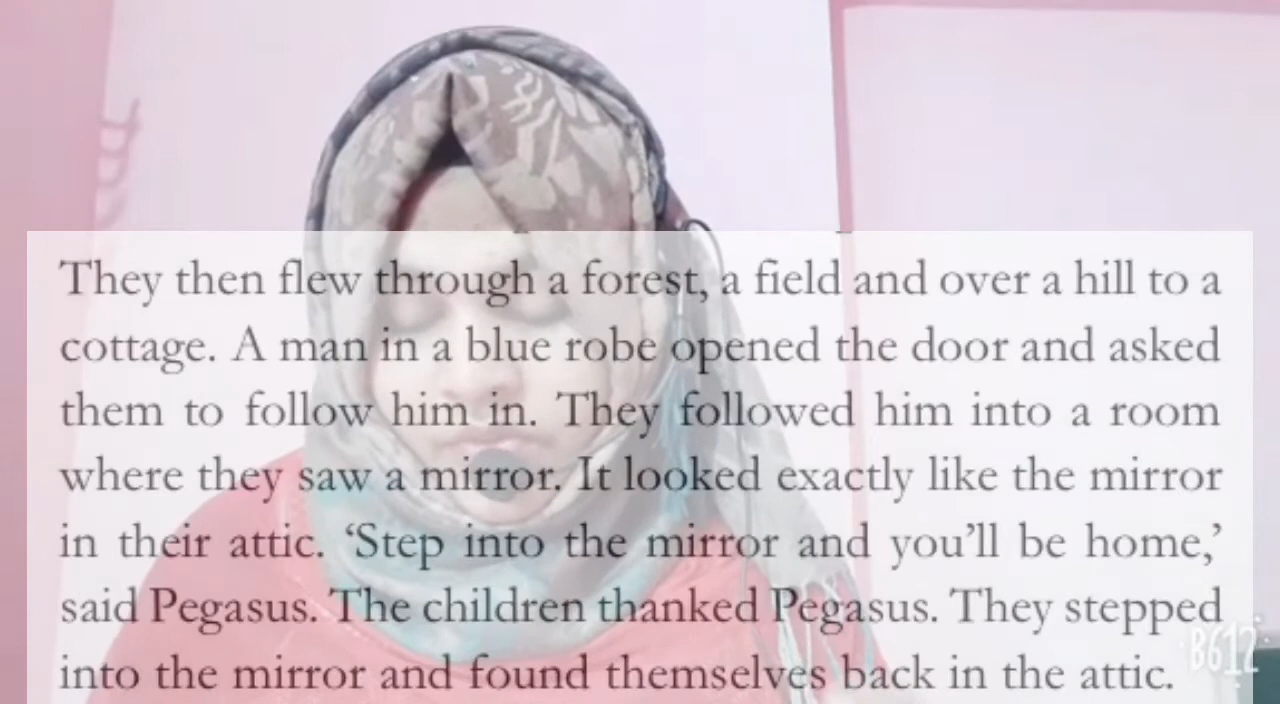 They then flew through a forest, a field and over a hill to a
cottage. A man in a blue robe opened the door and asked
them to follow him in. They followed him into a room
where they saw a mirror. It looked exactly like the mirror
in their attic. ‘Step into the mirror and you’ll be home,’
said Pegasus. The children thanked Pegasus. They stepped
into the mirror and found themselves back in the attic.
B612